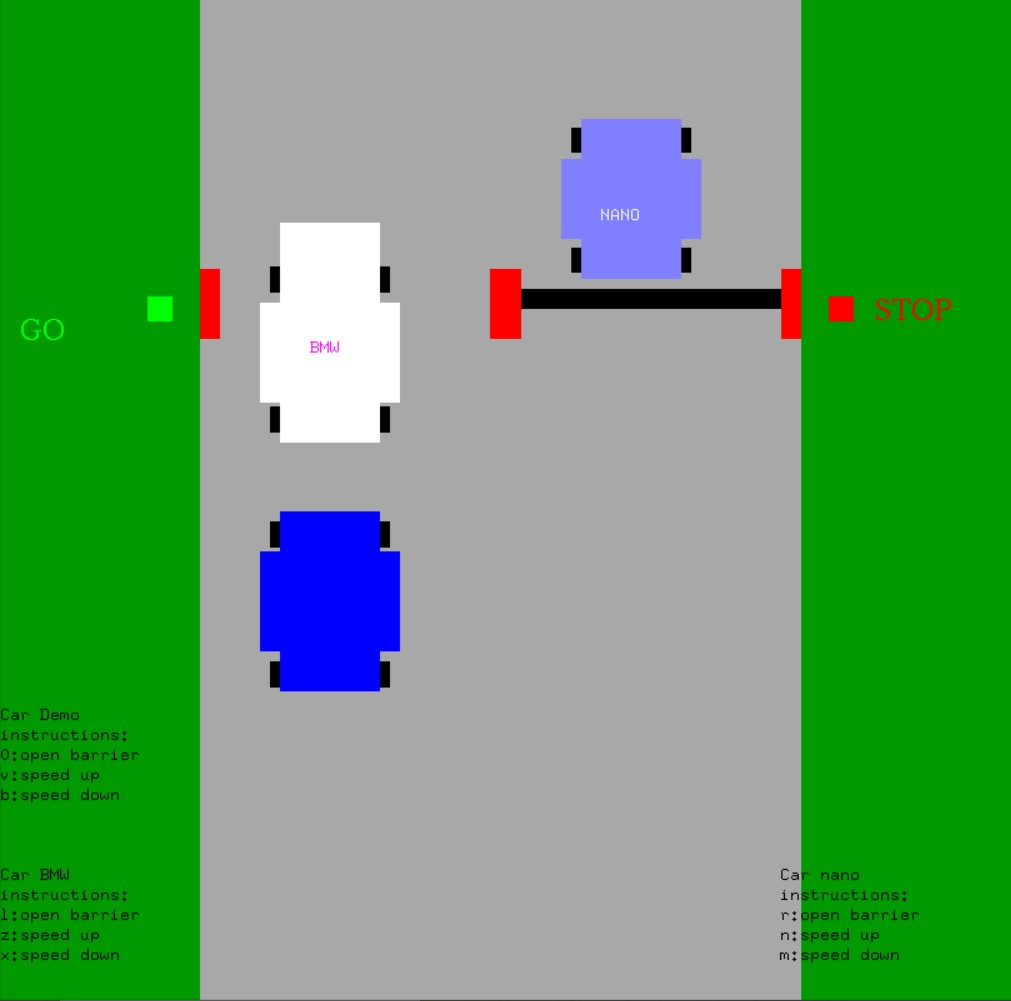 NANO
BMW
GO
STOP
Car Demo
instructions:
O:open barrier
v:speed up
b:speed down
Car BMW
instructions:
l:open barrier
z:speed up
x:speed down
Car nano
instructions:
r:open barrier
n:speed up
m:speed down